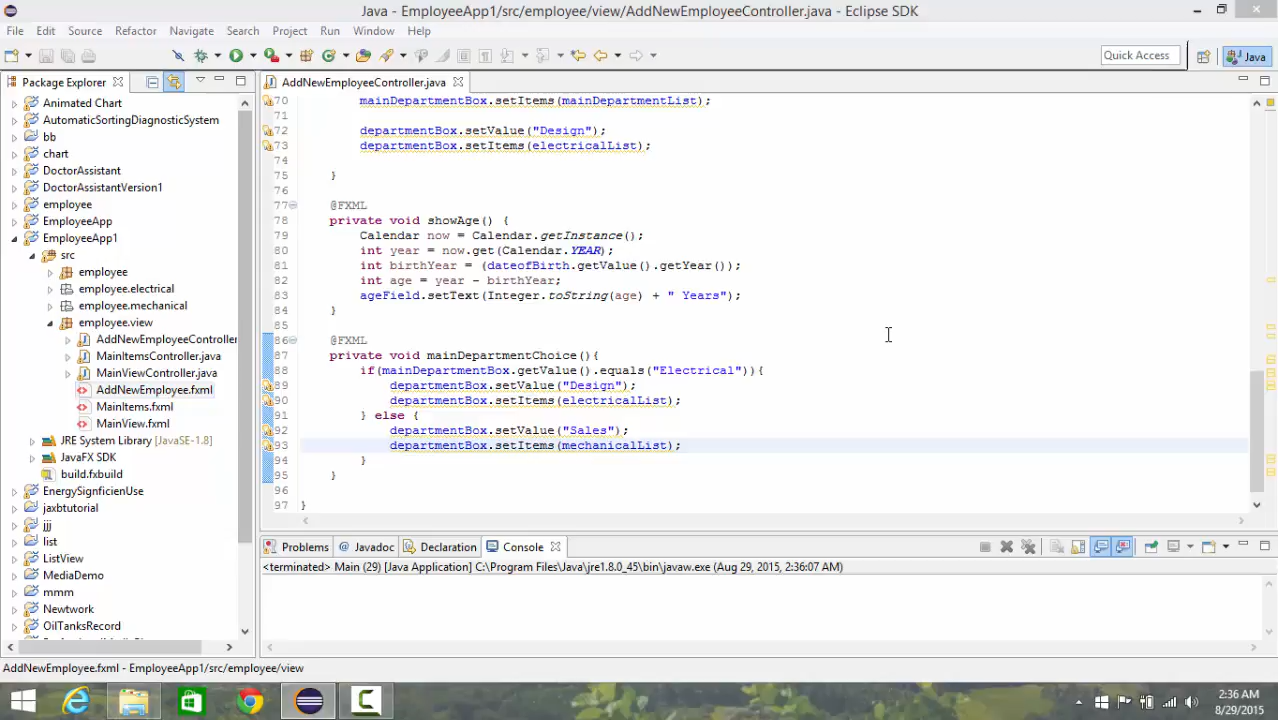 Java - EmployeeApp1/src/employee/view/AddNewEmployeeController.java - Eclipse SDK
File Edit Source Refactor Navigate Search Project Run Window Help
Quick Access
Java
Package Explorer
AddNewEmployeeController.java
Animated Chart
AutomaticSortingDiagnosticSystem
bb
chart
DoctorAssistant
DoctorAssistantVersion1
employee
EmployeeApp
EmployeeApp1
src
employee
employee.electrical
employee.mechanical
employee.view
AddNewEmployeeController
MainItemsController.java
MainViewController.java
AddNewEmployee.fxml
MainItems.fxml
MainView.fxml
JRE System Library [JavaSE-1.8]
JavaFX SDK
build.fxbuild
EnergySignficienUse
jaxbtutorial
jjj
list
ListView
MediaDemo
mmm
Newtwork
OilTanksRecord
70 mainDepartmentBox.setItems(mainDepartmentList);
71
72 departmentBox.setValue("Design");
73 departmentBox.setItems(electricalList);
74
75 }
76
77 @FXML
78 private void showAge() {
79 Calendar now = Calendar.getInstance();
80 int year = now.get(Calendar.YEAR);
81 int birthYear = (dateofBirth.getValue().getYear());
82 int age = year - birthYear;
83 ageField.setText(Integer.toString(age) + " Years");
84 }
85
86 @FXML
87 private void mainDepartmentChoice(){
88 if(mainDepartmentBox.getValue().equals("Electrical")){
89 departmentBox.setValue("Design");
90 departmentBox.setItems(electricalList);
91 } else {
92 departmentBox.setValue("Sales");
93 departmentBox.setItems(mechanicalList);
94 }
95 }
96
97 }
Problems @ Javadoc Declaration Console
<terminated> Main (29) [Java Application] C:\Program Files\Java\jre1.8.0_45\bin\javaw.exe (Aug 29, 2015, 2:36:07 AM)
AddNewEmployee.fxml - EmployeeApp1/src/employee/view
2:36 AM
8/29/2015